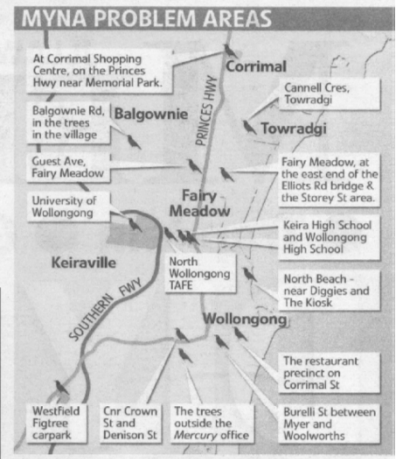 MYNA PROBLEM AREAS
At Corrimal Shopping
Centre, on the Princes
Hwy near Memorial Park.
Corrimal
PRINCES HWY
Cannell Cres,
Towradgi
Balgownie Rd,
in the trees
in the village
Balgownie
Towradgi
Guest Ave,
Fairy Meadow
Fairy Meadow, at
the east end of the
Elliots Rd bridge &
the Storey St area.
Fairy
Meadow
University of
Wollongong
Keira High School
and Wollongong
High School
Keiraville
North
Wollongong
TAFE
North Beach -
near Diggies and
The Kiosk
SOUTHERN FWY
Wollongong
The restaurant
precinct on
Corrimal St
Westfield
Figtree
carpark
Cnr Crown
St and
Denison St
The trees
outside the
Mercury office
Burelli St between
Myer and
Woolworths